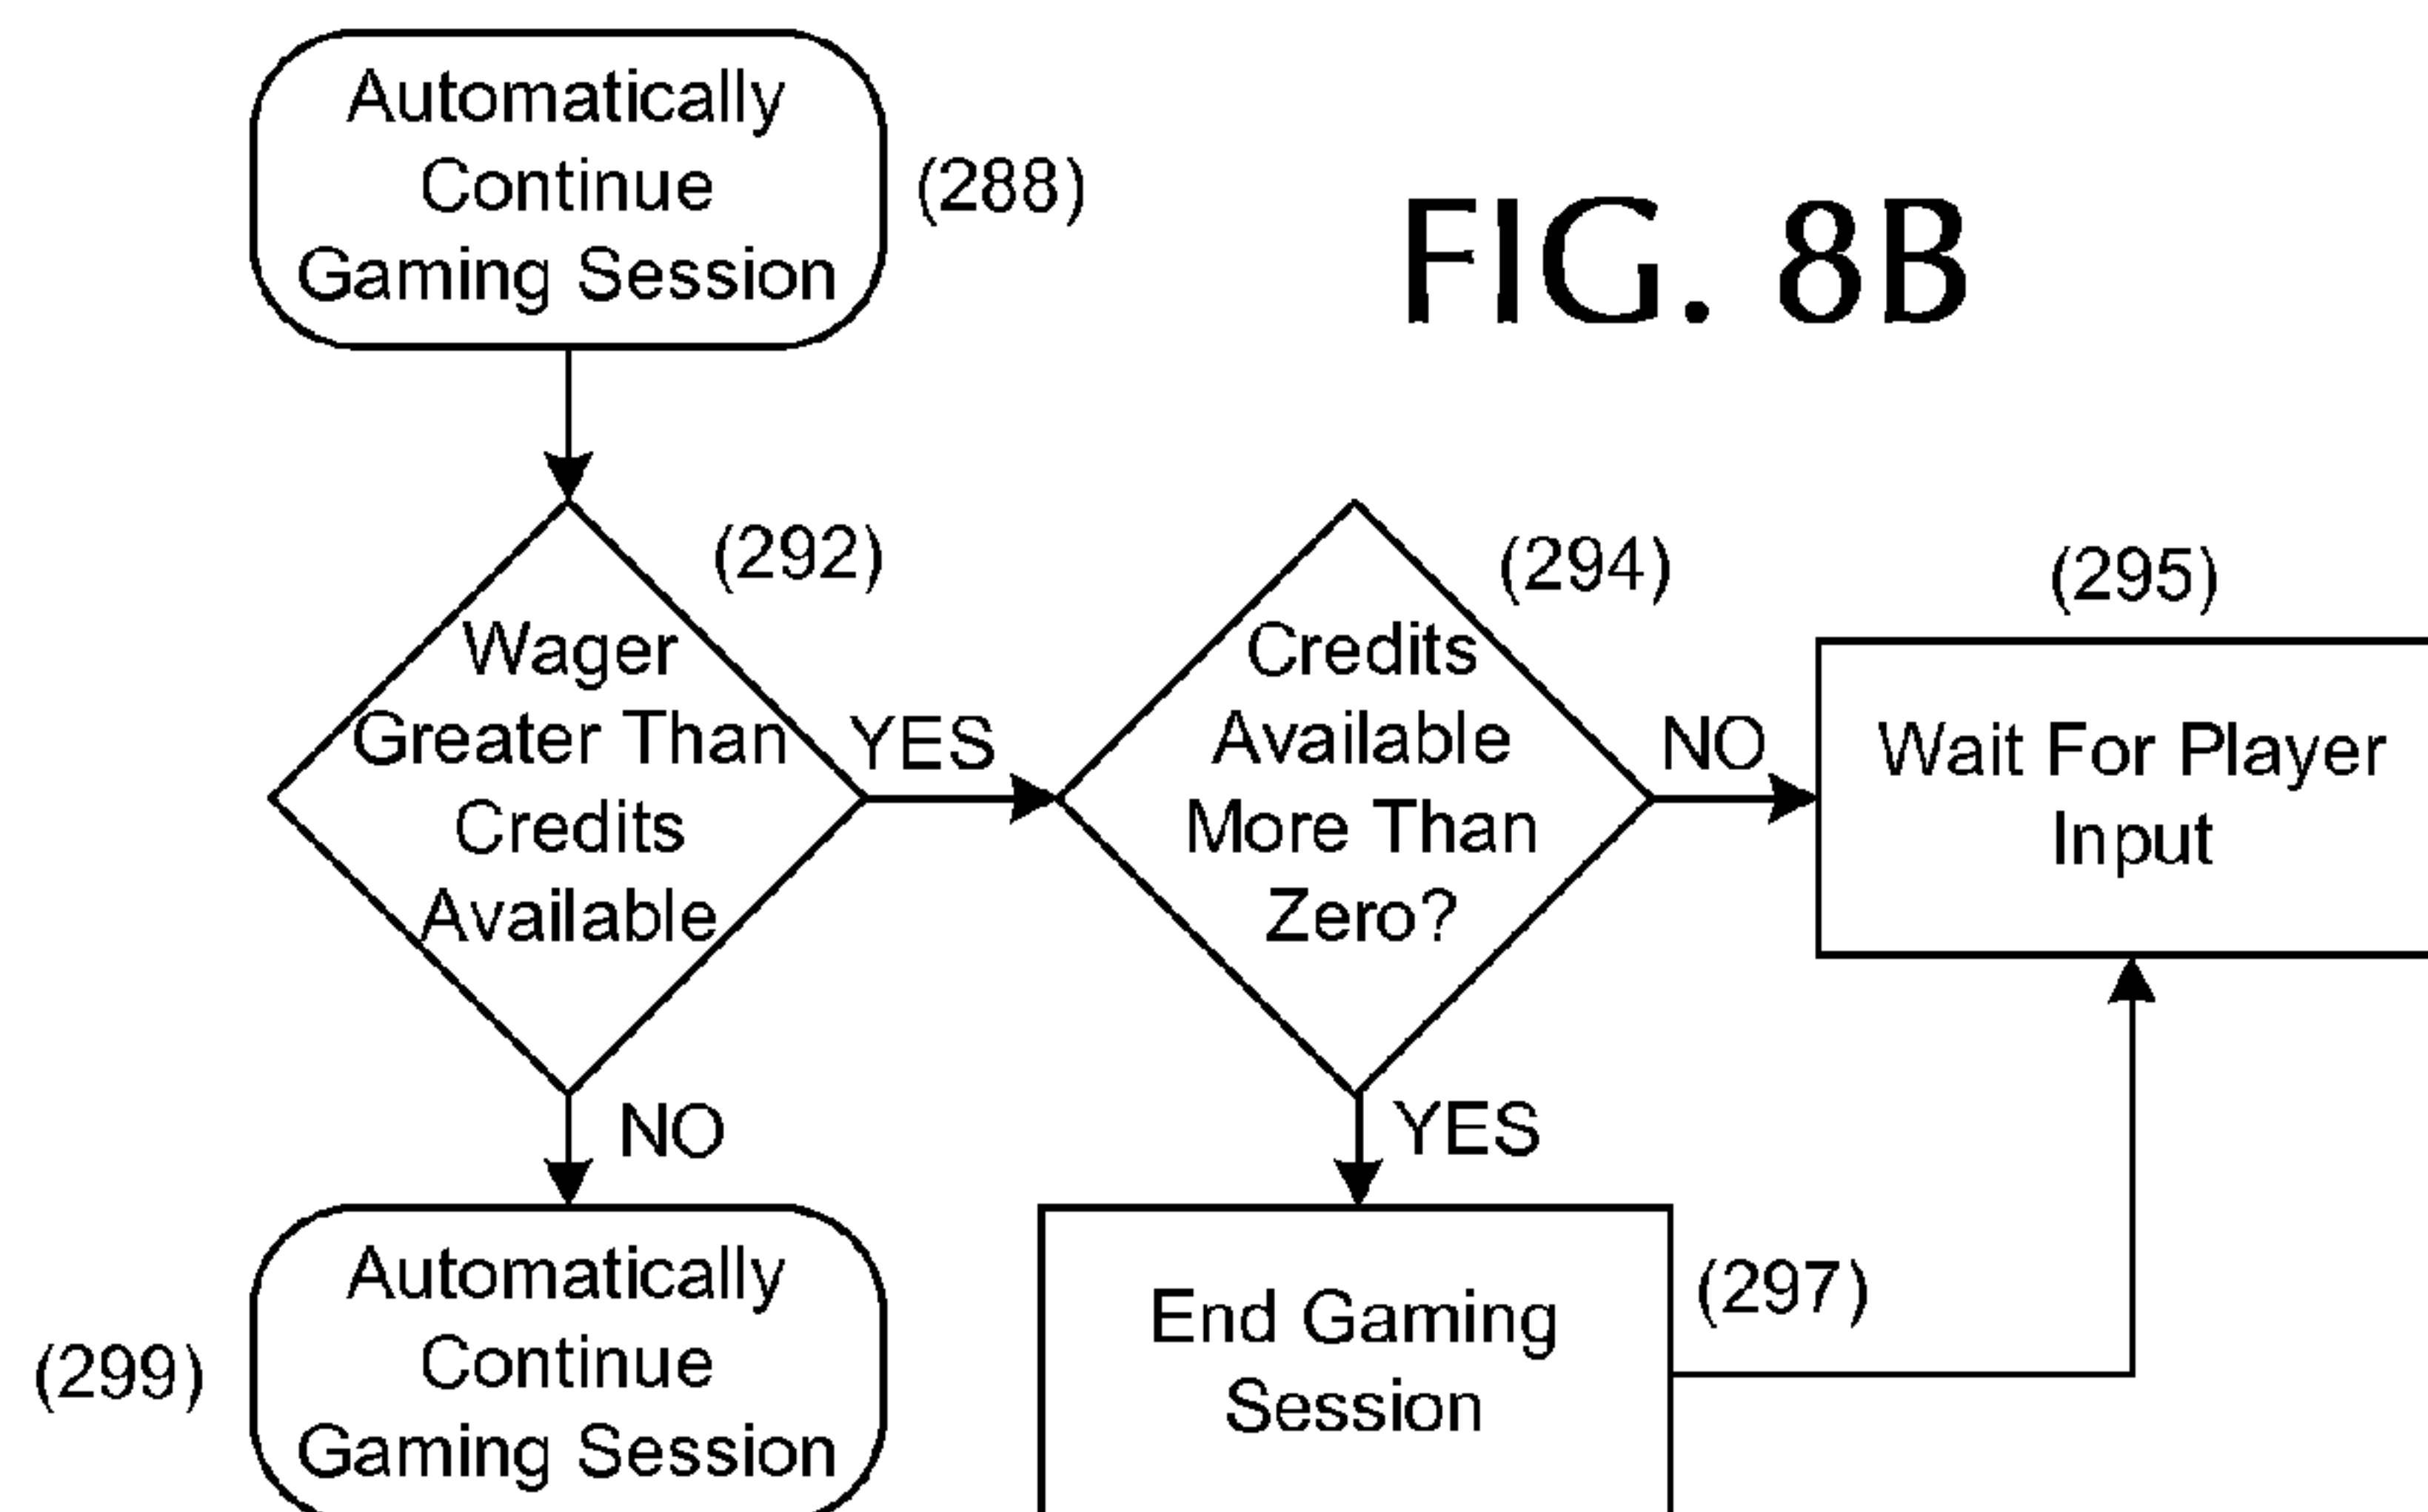 Automatically
Continue
Gaming Session
(288)
FIG. 8B
(292)
Wager
Greater Than
Credits
Available
YES
(294)
Credits
Available
More Than
Zero?
NO
(295)
Wait For Player
Input
NO
YES
(299)
Automatically
Continue
Gaming Session
End Gaming
Session
(297)